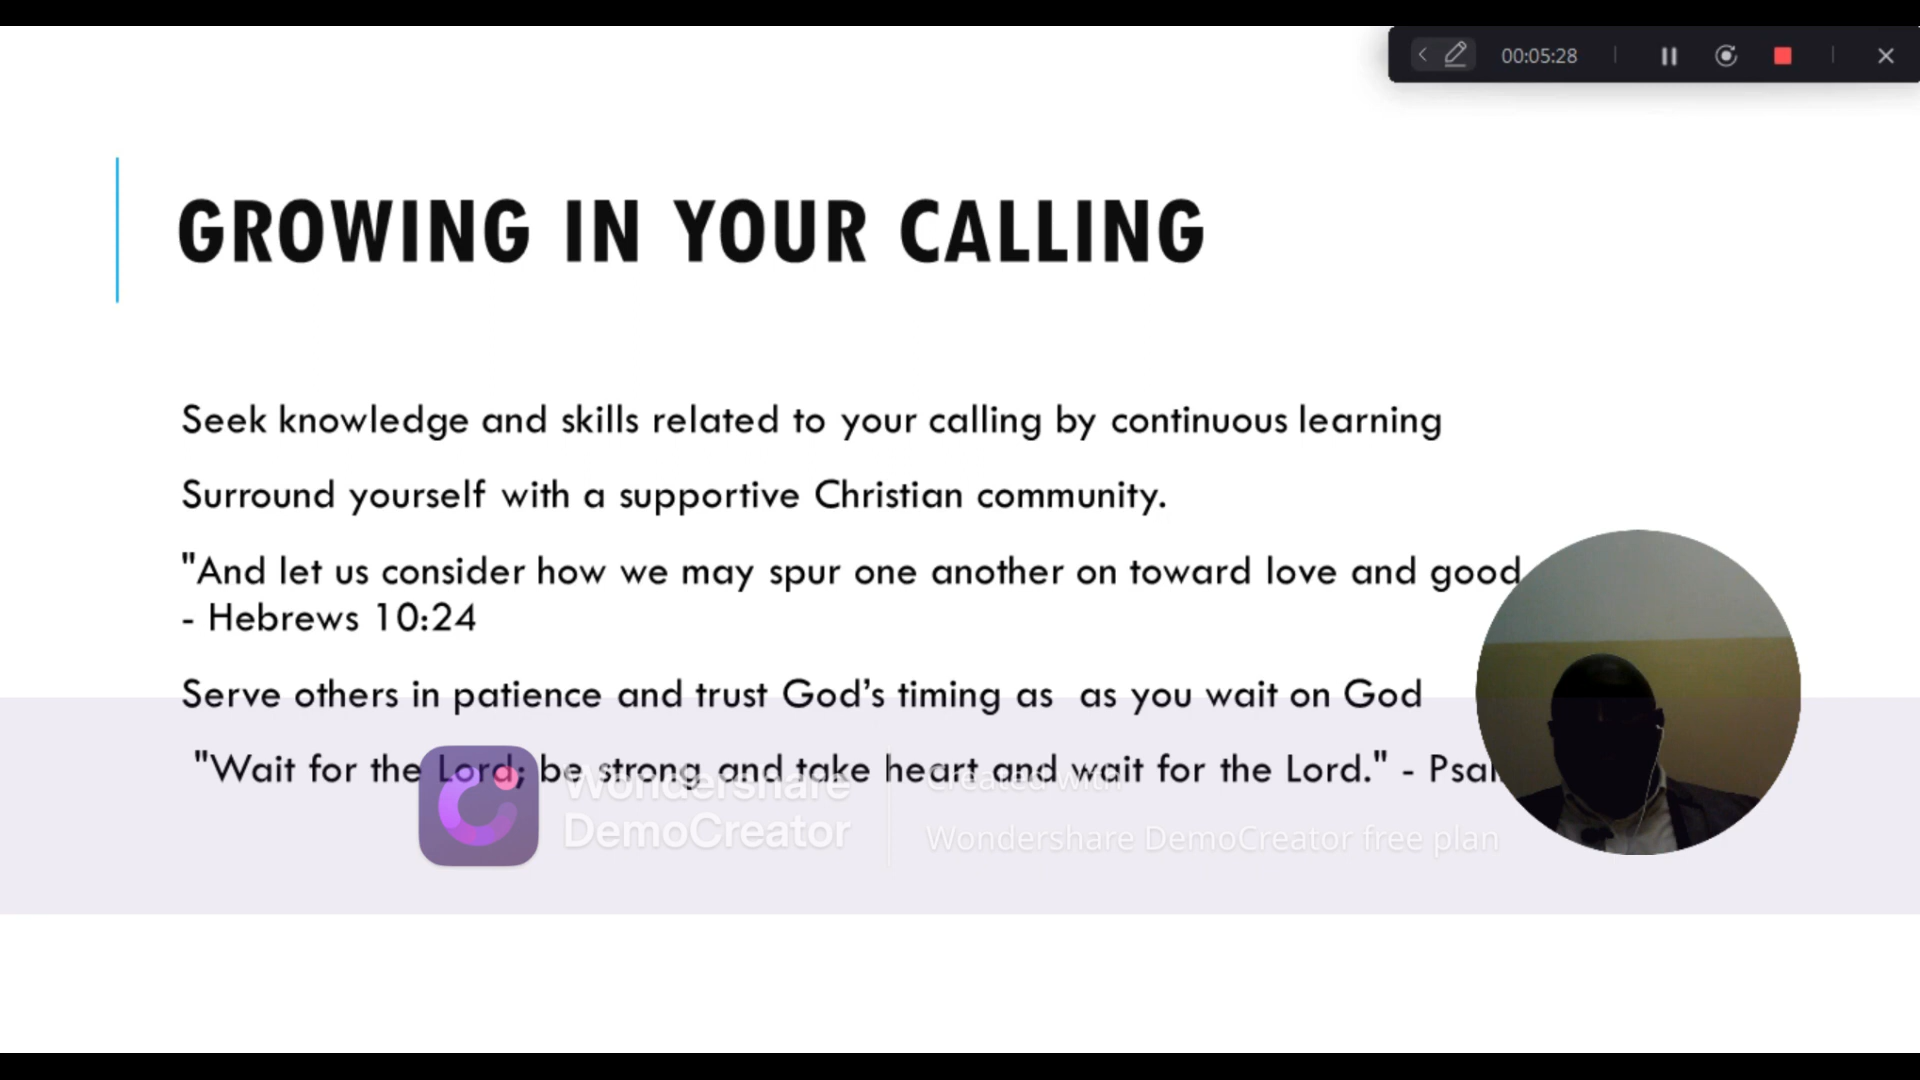 00:05:28
GROWING IN YOUR CALLING
Seek knowledge and skills related to your calling by continuous learning
Surround yourself with a supportive Christian community.
"And let us consider how we may spur one another on toward love and good
- Hebrews 10:24
Serve others in patience and trust God's timing as as you wait on God
"Wait for the Lord; be strong and take heart and wait for the Lord." -
Wondershare
DemoCreator
Created with
Wondershare DemoCreator free plan